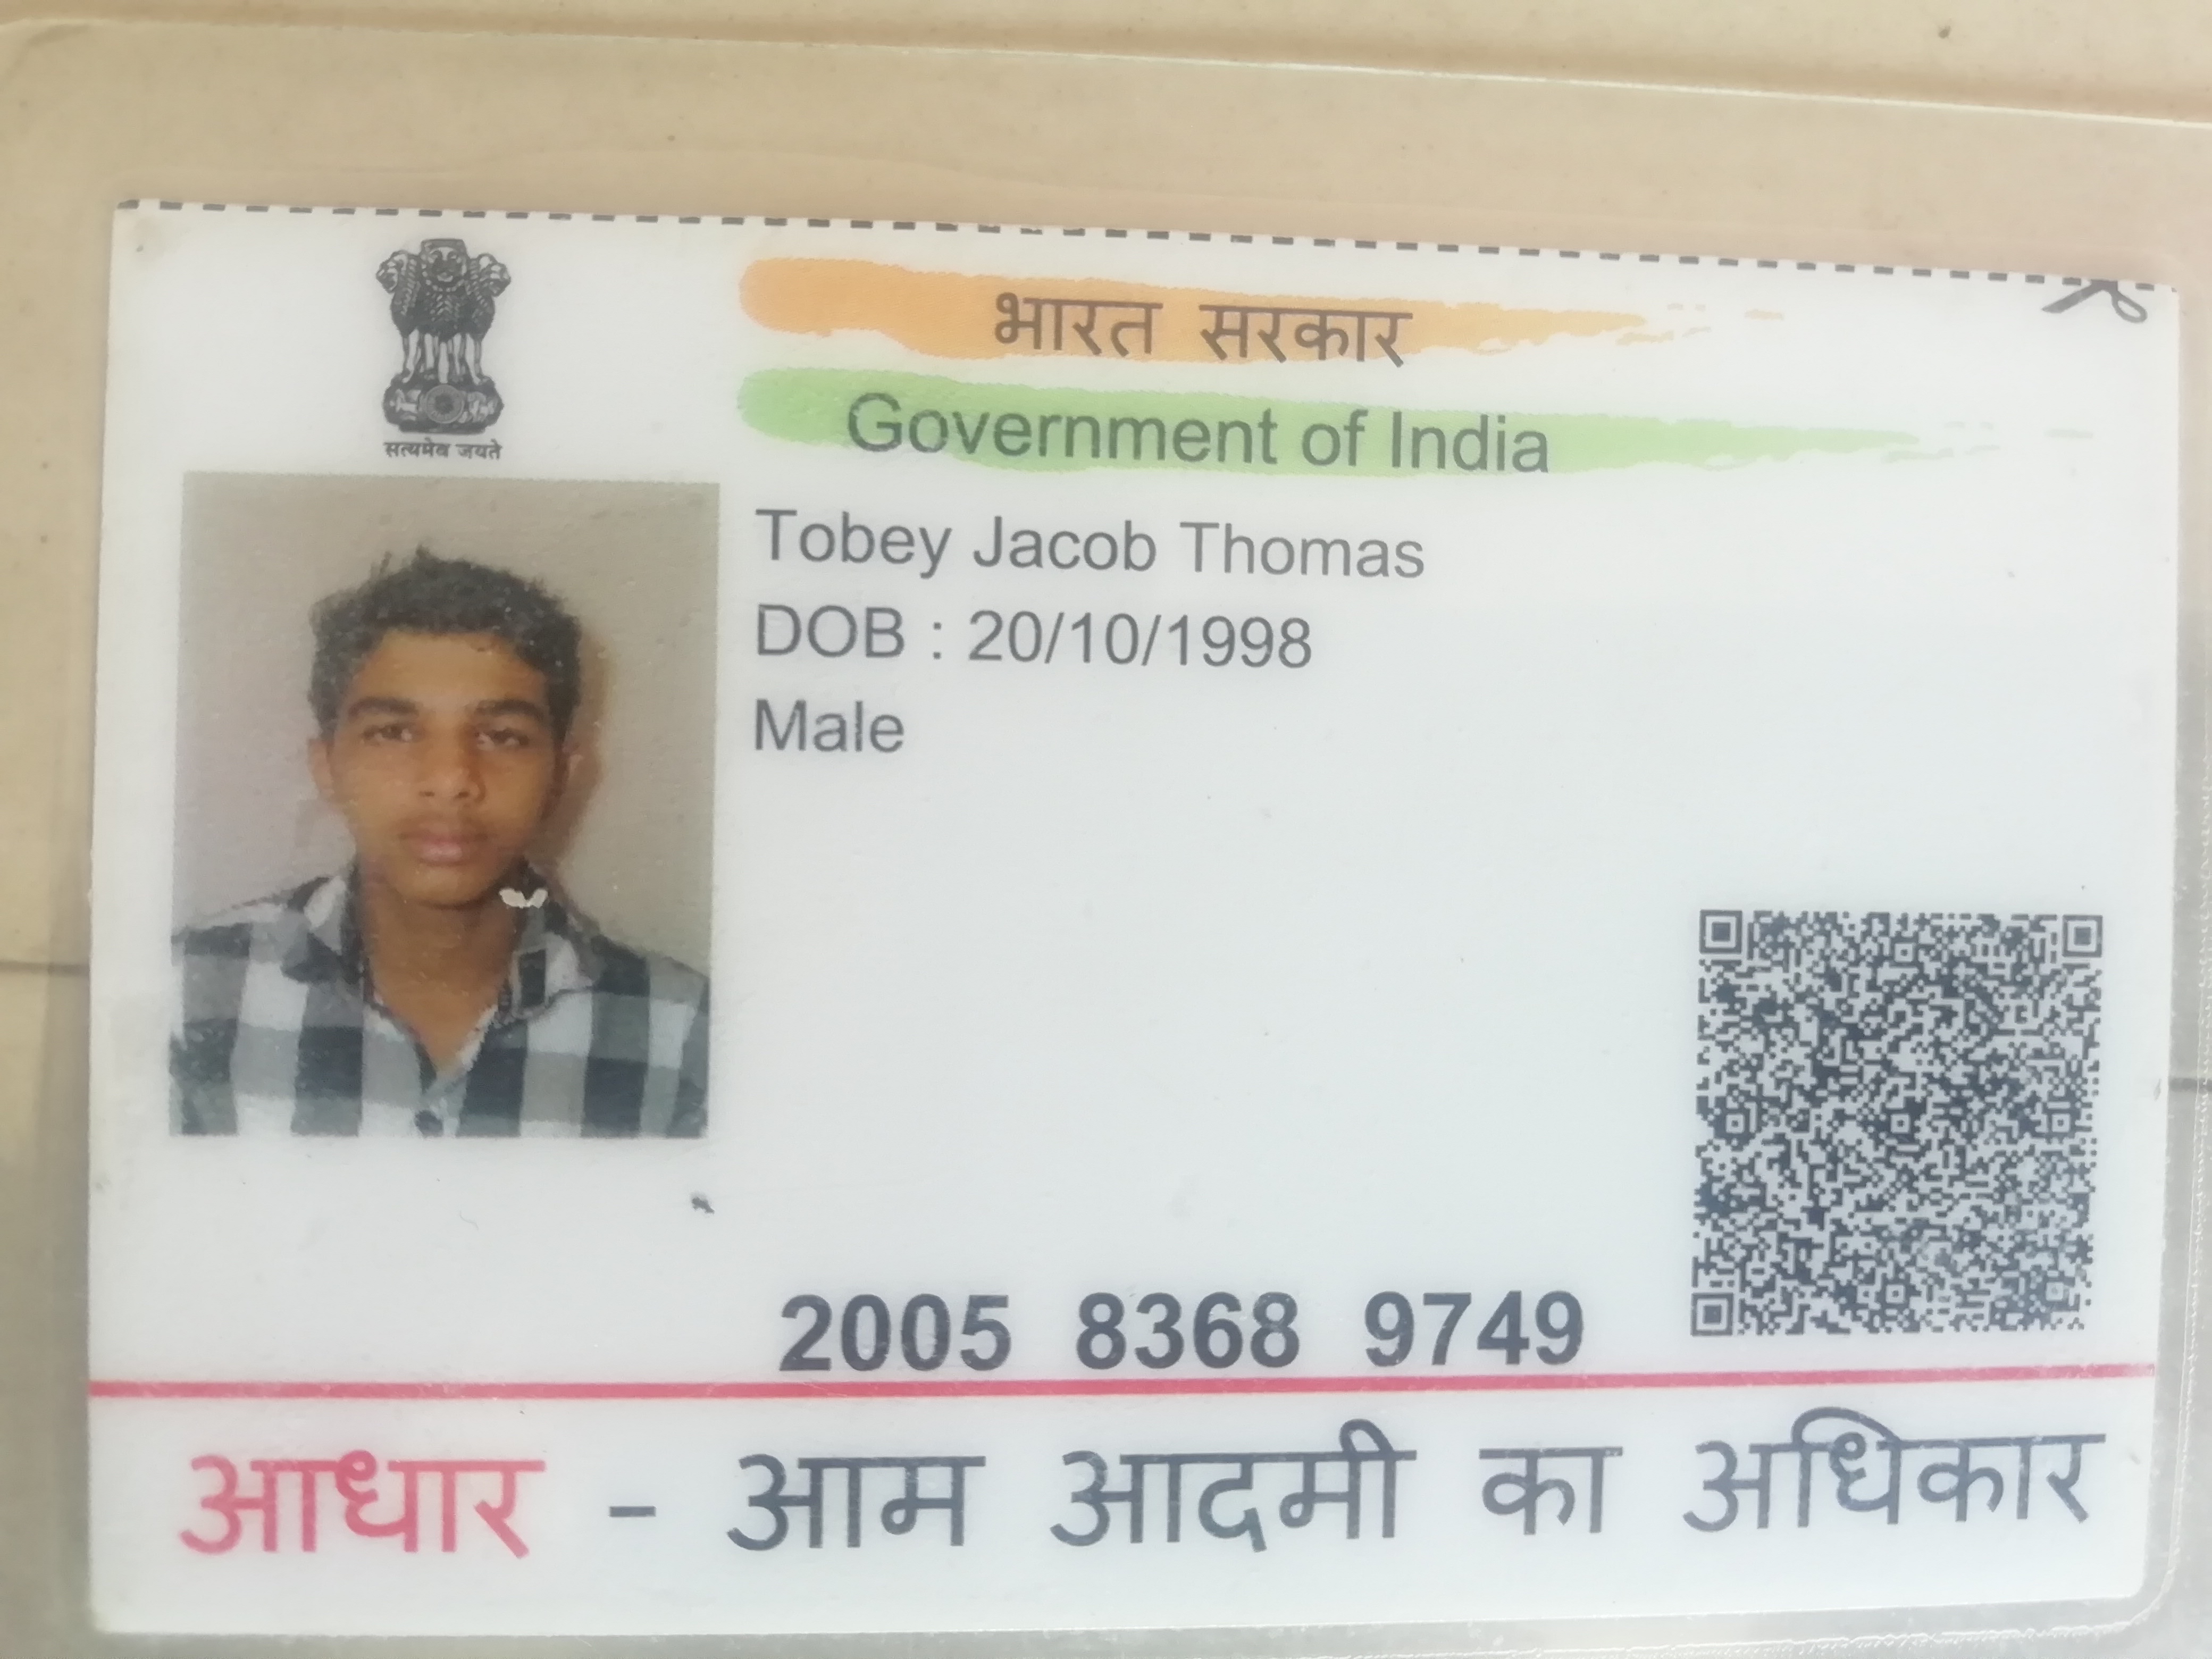 सत्यमेव जयते
भारत सरकार
Government of India
Tobey Jacob Thomas
DOB : 20/10/1998
Male
2005 8368 9749
आधार - आम आदमी का अधिकार